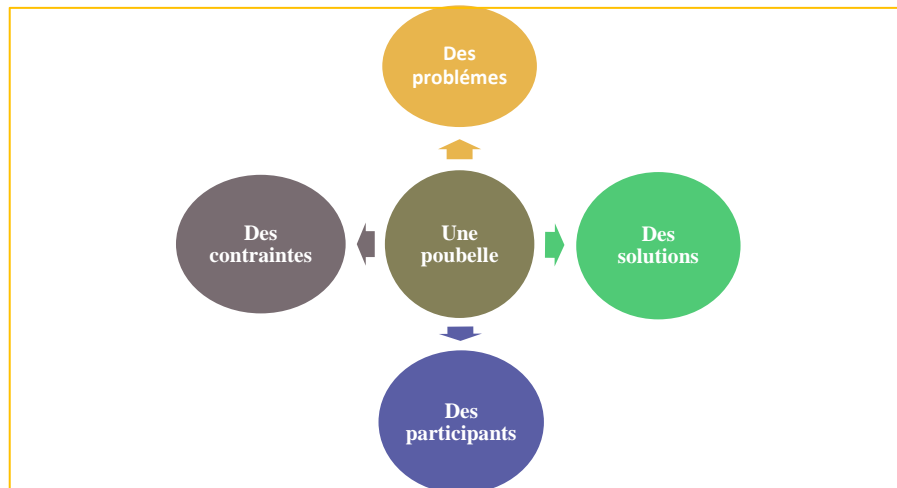 Des
problémes
Des
contraintes
Une
poubelle
Des
solutions
Des
participants